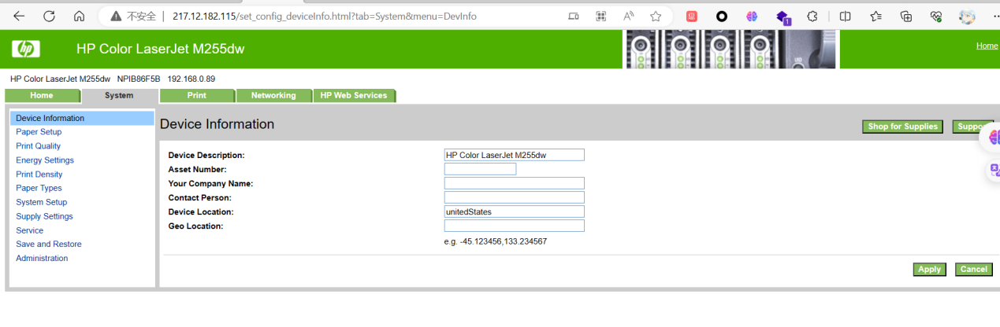 不安全 | 217.12.182.115/set_config_deviceInfo.html?tab=System&menu=DevInfo
1
hp HP Color LaserJet M255dw
UID
Home
HP Color LaserJet M255dw NPIB86F5B 192.168.0.89
Home System Print Networking HP Web Services
Device Information
Paper Setup
Print Quality
Energy Settings
Print Density
Paper Types
System Setup
Supply Settings
Service
Save and Restore
Administration
Device Information
Shop for Supplies Suppo
Device Description: HP Color LaserJet M255dw
Asset Number:
Your Company Name:
Contact Person:
Device Location: unitedStates
Geo Location:
e.g. -45.123456,133.234567
Apply Cancel